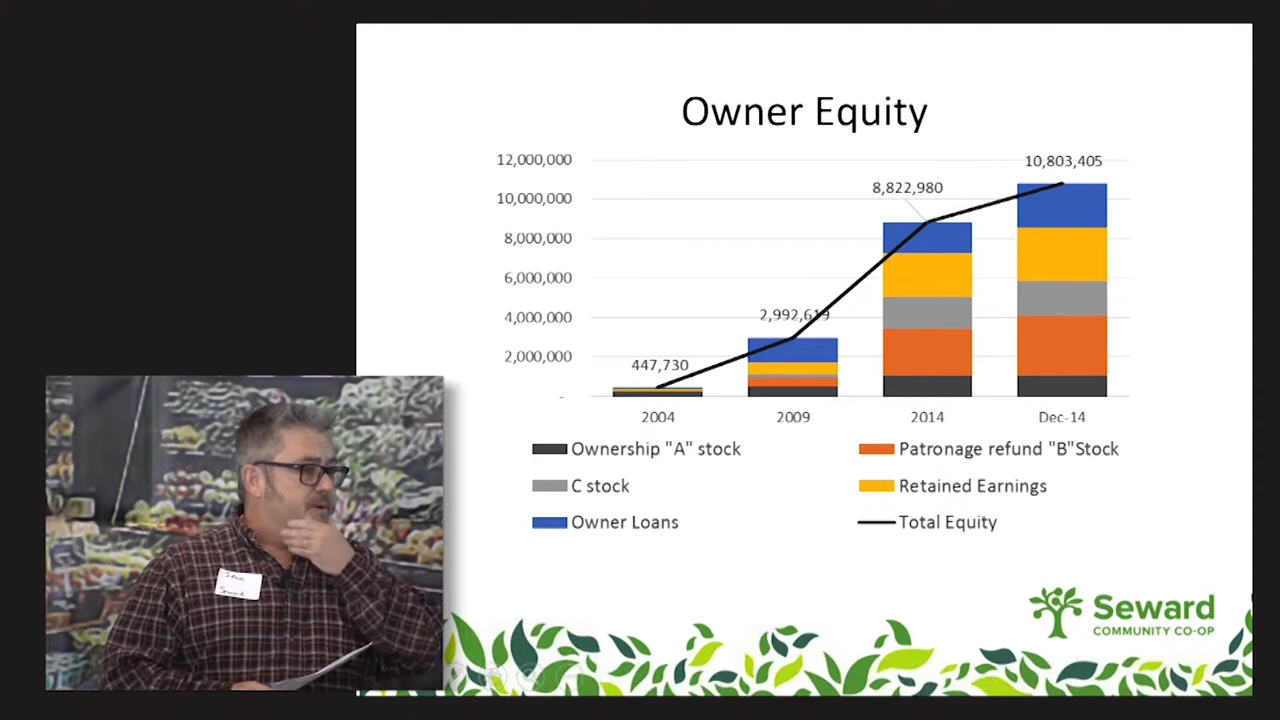 Owner Equity
12,000,000
10,000,000
8,000,000
6,000,000
4,000,000
2,000,000
-
447,730
2,992,619
8,822,980
10,803,405
2004 2009 2014 Dec-14
Ownership "A" stock Patronage refund "B"Stock
C stock Retained Earnings
Owner Loans Total Equity
Sean
Seward
Seward
COMMUNITY CO-OP